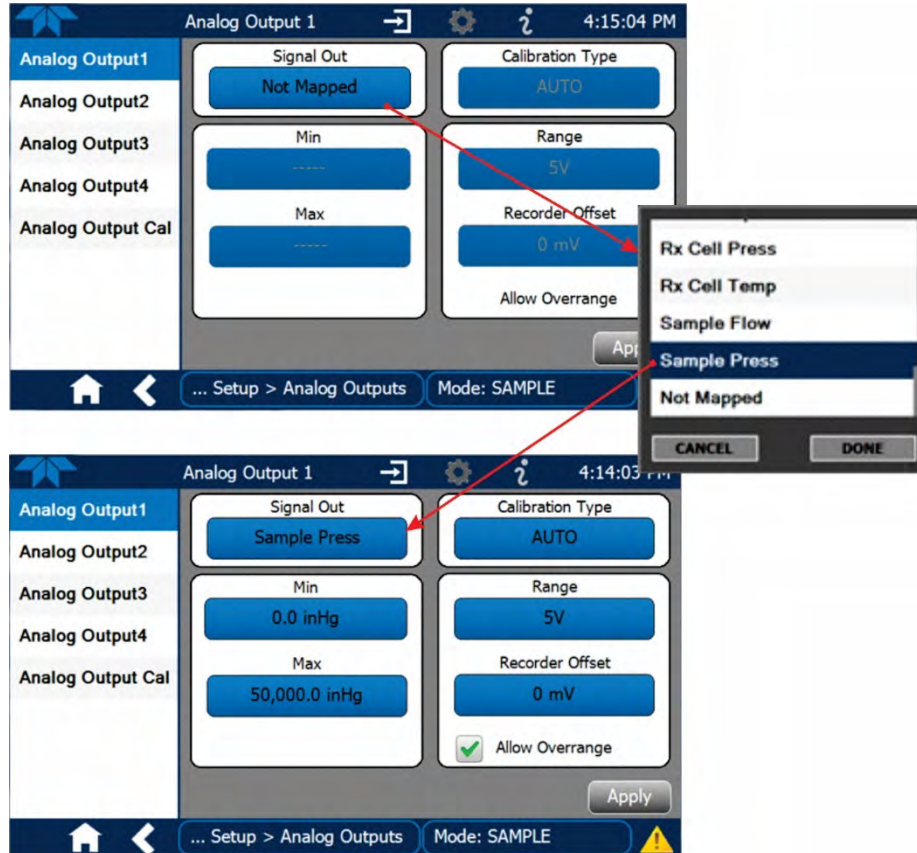 Analog Output 1
4:15:04 PM
Analog Output1
Analog Output2
Analog Output3
Analog Output4
Analog Output Cal
Signal Out
Not Mapped
Calibration Type
AUTO
Min
-----
Max
-----
Range
5V
Recorder Offset
0 mV
Allow Overrange
... Setup > Analog Outputs
Mode: SAMPLE
Rx Cell Press
Rx Cell Temp
Sample Flow
Sample Press
Not Mapped
CANCEL
DONE
Analog Output 1
4:14:03 PM
Analog Output1
Analog Output2
Analog Output3
Analog Output4
Analog Output Cal
Signal Out
Sample Press
Calibration Type
AUTO
Min
0.0 inHg
Max
50,000.0 inHg
Range
5V
Recorder Offset
0 mV
Allow Overrange
Apply
... Setup > Analog Outputs
Mode: SAMPLE